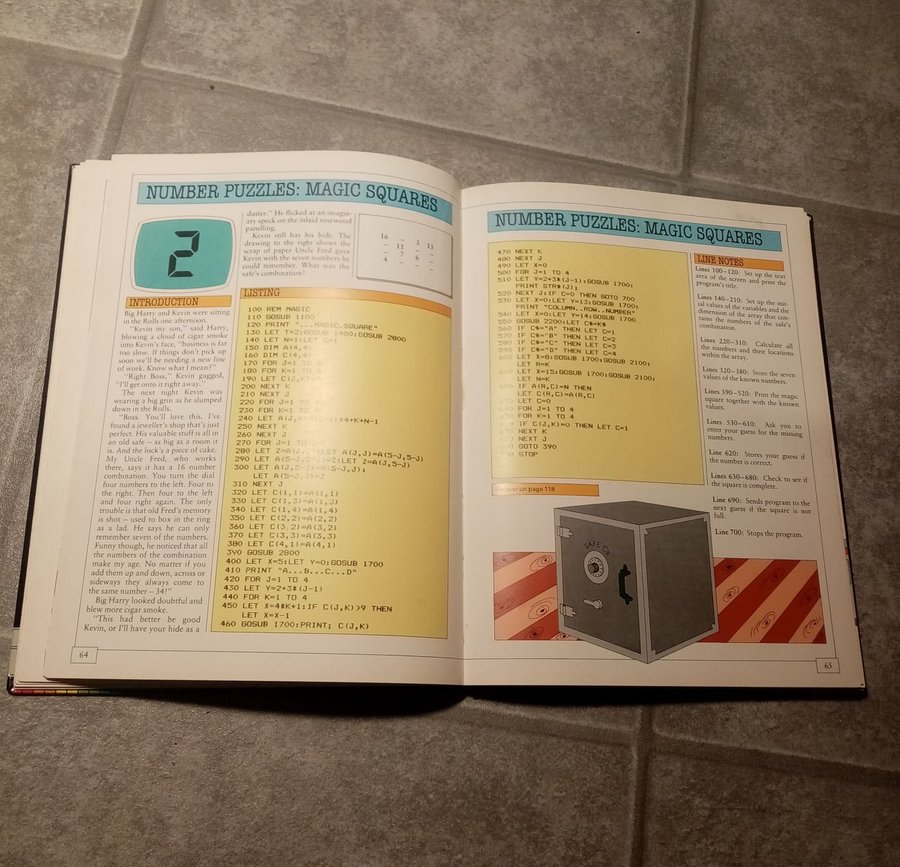 NUMBER PUZZLES: MAGIC SQUARES
2
INTRODUCTION
Big Harry and Kevin were sitting
in the Rolls one afternoon.
"Kevin my son," said Harry,
blowing a cloud of cigar smoke
into Kevin's face, "business is far
too slow. If things don't pick up
soon we'll be needing a new line
of work. Know what I mean?"
"Right Boss," Kevin gagged,
"I'll get onto it right away."
The next night Kevin was
wearing a big grin as he slumped
down in the Rolls.
"Boss. You'll love this. I've
found a jeweller's shop that's just
perfect. His valuable stuff is all in
an old safe – as big as a room it
is. And the lock's a piece of cake.
My Uncle Fred, who works
there, says it has a 16 number
combination. You turn the dial
four numbers to the left. Four to
the right. Then four to the left
and four right again. The only
trouble is that old Fred's memory
is shot – used to box in the ring
as a lad. He says he can only
remember seven of the numbers.
Funny though, he noticed that all
the numbers of the combination
make my age. No matter if you
add them up and down, across or
sideways they always come to
the same number – 34!"
Big Harry looked doubtful and
blew more cigar smoke.
"This had better be good
Kevin, or I'll have your hide as a
duster." He flicked at an imagin-
ary speck on the inlaid rosewood
panelling.
Kevin still has his hide. The
drawing to the right shows the
scrap of paper Uncle Fred gave
Kevin with the seven numbers he
could remember. What was the
safe's combination?
16 – 3 13
– 11 – –
– 7 6 –
4 – – –
LISTING
100 REM MAGIC
110 GOSUB 1100
120 PRINT "...MAGIC SQUARE"
130 LET T=2:GOSUB 1400:GOSUB 2800
140 LET N=1:LET
150 DIM A(4,4)
160 DIM C(4,4)
170 FOR J=1 TO 4
180 FOR K=1 TO 4
190 LET C(J,K)=
200 NEXT K
210 NEXT J
220 FOR J=1 TO 4
230 FOR K=1 TO 4
240 LET *4+K+N-1
250 NEXT K
260 NEXT J
270 FOR J=1 TO
280 LET Z=A(J,J):LET A(J,J)=A(5-J,5-J)
290 LET A(5-J,5-J)=Z:LET Z=A(J,5-J)
300 LET A(J,5-J)=A(5-J,J):
LET A(5-J,J)=Z
310 NEXT J
320 LET C(1,1)=A(1,1)
330 LET C(1,3)=A(1,3)
340 LET C(1,4)=A(1,4)
350 LET C(2,2)=A(2,2)
360 LET C(3,2)=A(3,2)
370 LET C(3,3)=A(3,3)
380 LET C(4,1)=A(4,1)
390 GOSUB 2800
400 LET X=5:LET Y=0:GOSUB 1700
410 PRINT "A...B...C...D"
420 FOR J=1 TO 4
430 LET Y=2+3*(J-1)
440 FOR K=1 TO 4
450 LET X=4*K+1:IF C(J,K)>9 THEN
LET X=X-1
460 GOSUB 1700:PRINT; C(J,K)
64
NUMBER PUZZLES: MAGIC SQUARES
470 NEXT K
480 NEXT J
490 LET X=0
500 FOR J=1 TO 4
510 LET Y=2+3*(J-1):GOSUB 1700:
PRINT STR$(J);
520 NEXT J:IF C=0 THEN GOTO 700
530 LET X=0:LET Y=13:GOSUB 1700:
PRINT "COLUMN..ROW..NUMBER"
540 LET X=0:LET Y=14:GOSUB 1700
550 GOSUB 2200:LET C$=K$
560 IF C$="A" THEN LET C=1
570 IF C$="B" THEN LET C=2
580 IF C$="C" THEN LET C=3
590 IF C$="D" THEN LET C=4
600 LET X=8:GOSUB 1700:GOSUB 2100:
LET R=K
610 LET X=15:GOSUB 1700:GOSUB 2100:
LET N=K
620 IF A(R,C)=N THEN
LET C(R,C)=A(R,C)
630 LET C=0
640 FOR J=1 TO 4
650 FOR K=1 TO 4
660 IF C(J,K)=0 THEN LET C=1
670 NEXT K
680 NEXT J
690 GOTO 390
700 STOP
on page 118
LINE NOTES
Lines 100–120: Set up the text
area of the screen and print the
program's title.
Lines 140–210: Set up the ini-
tial values of the variables and the
dimension of the array that con-
tains the numbers of the safe's
combination.
Lines 220–310: Calculate all
the numbers and their locations
within the array.
Lines 320–380: Store the seven
values of the known numbers.
Lines 390–520: Print the magic
square together with the known
values.
Lines 530–610: Ask you to
enter your guess for the missing
numbers.
Line 620: Stores your guess if
the number is correct.
Lines 630–680: Check to see if
the square is complete.
Line 690: Sends program to the
next guess if the square is not
full.
Line 700: Stops the program.
SAFE Co
65